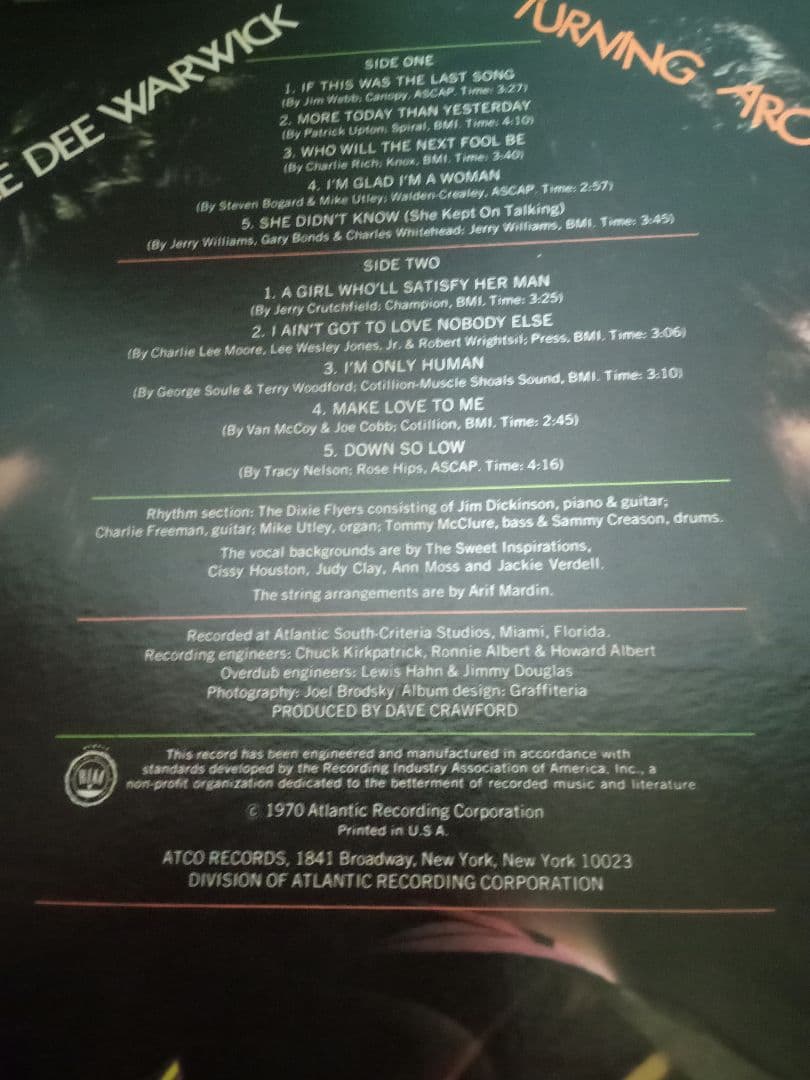 E DEE WARWICK
TURNING ARO
SIDE ONE
1. IF THIS WAS THE LAST SONG
(By Jim Webb; Canopy, ASCAP. Time: 3:27)
2. MORE TODAY THAN YESTERDAY
(By Patrick Upton; Spiral, BMI. Time: 4:10)
3. WHO WILL THE NEXT FOOL BE
(By Charlie Rich; Knox, BMI. Time: 3:40)
4. I'M GLAD I'M A WOMAN
(By Steven Bogard & Mike Utley; Walden-Crealey, ASCAP. Time: 2:57)
5. SHE DIDN'T KNOW (She Kept On Talking)
(By Jerry Williams, Gary Bonds & Charles Whitehead; Jerry Williams, BMI. Time: 3:45)
SIDE TWO
1. A GIRL WHO'LL SATISFY HER MAN
(By Jerry Crutchfield; Champion, BMI. Time: 3:25)
2. I AIN'T GOT TO LOVE NOBODY ELSE
(By Charlie Lee Moore, Lee Wesley Jones, Jr. & Robert Wrightsil; Press, BMI. Time: 3:06)
3. I'M ONLY HUMAN
(By George Soule & Terry Woodford; Cotillion-Muscle Shoals Sound, BMI. Time: 3:10)
4. MAKE LOVE TO ME
(By Van McCoy & Joe Cobb; Cotillion, BMI. Time: 2:45)
5. DOWN SO LOW
(By Tracy Nelson; Rose Hips, ASCAP. Time: 4:16)
Rhythm section: The Dixie Flyers consisting of Jim Dickinson, piano & guitar;
Charlie Freeman, guitar; Mike Utley, organ; Tommy McClure, bass & Sammy Creason, drums.
The vocal backgrounds are by The Sweet Inspirations,
Cissy Houston, Judy Clay, Ann Moss and Jackie Verdell.
The string arrangements are by Arif Mardin.
Recorded at Atlantic South-Criteria Studios, Miami, Florida.
Recording engineers: Chuck Kirkpatrick, Ronnie Albert & Howard Albert
Overdub engineers: Lewis Hahn & Jimmy Douglas
Photography: Joel Brodsky Album design: Graffiteria
PRODUCED BY DAVE CRAWFORD
This record has been engineered and manufactured in accordance with
standards developed by the Recording Industry Association of America, Inc., a
non-profit organization dedicated to the betterment of recorded music and literature
© 1970 Atlantic Recording Corporation
Printed in U.S.A.
ATCO RECORDS, 1841 Broadway, New York, New York 10023
DIVISION OF ATLANTIC RECORDING CORPORATION